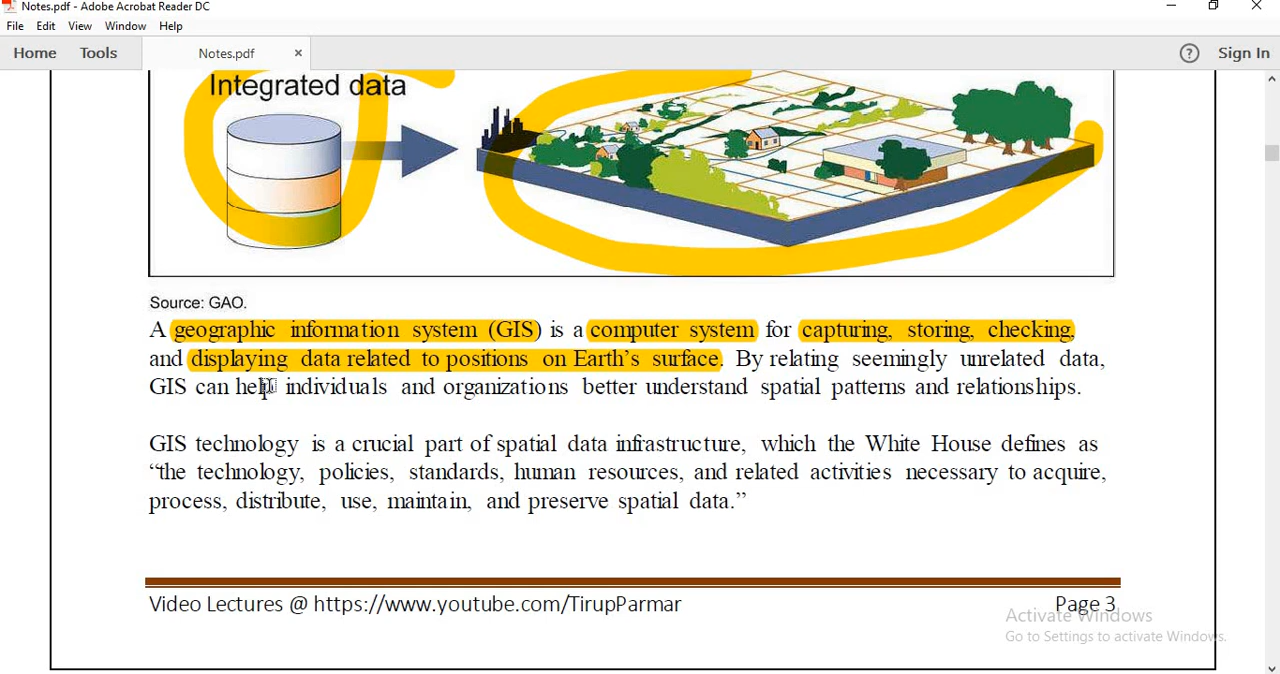 Notes.pdf - Adobe Acrobat Reader DC
File Edit View Window Help
Home Tools Notes.pdf × ? Sign In
Integrated data
Source: GAO.
A geographic information system (GIS) is a computer system for capturing, storing, checking,
and displaying data related to positions on Earth’s surface. By relating seemingly unrelated data,
GIS can help individuals and organizations better understand spatial patterns and relationships.
GIS technology is a crucial part of spatial data infrastructure, which the White House defines as
“the technology, policies, standards, human resources, and related activities necessary to acquire,
process, distribute, use, maintain, and preserve spatial data.”
Video Lectures @ https://www.youtube.com/TirupParmar Page 3
Activate Windows
Go to Settings to activate Windows.